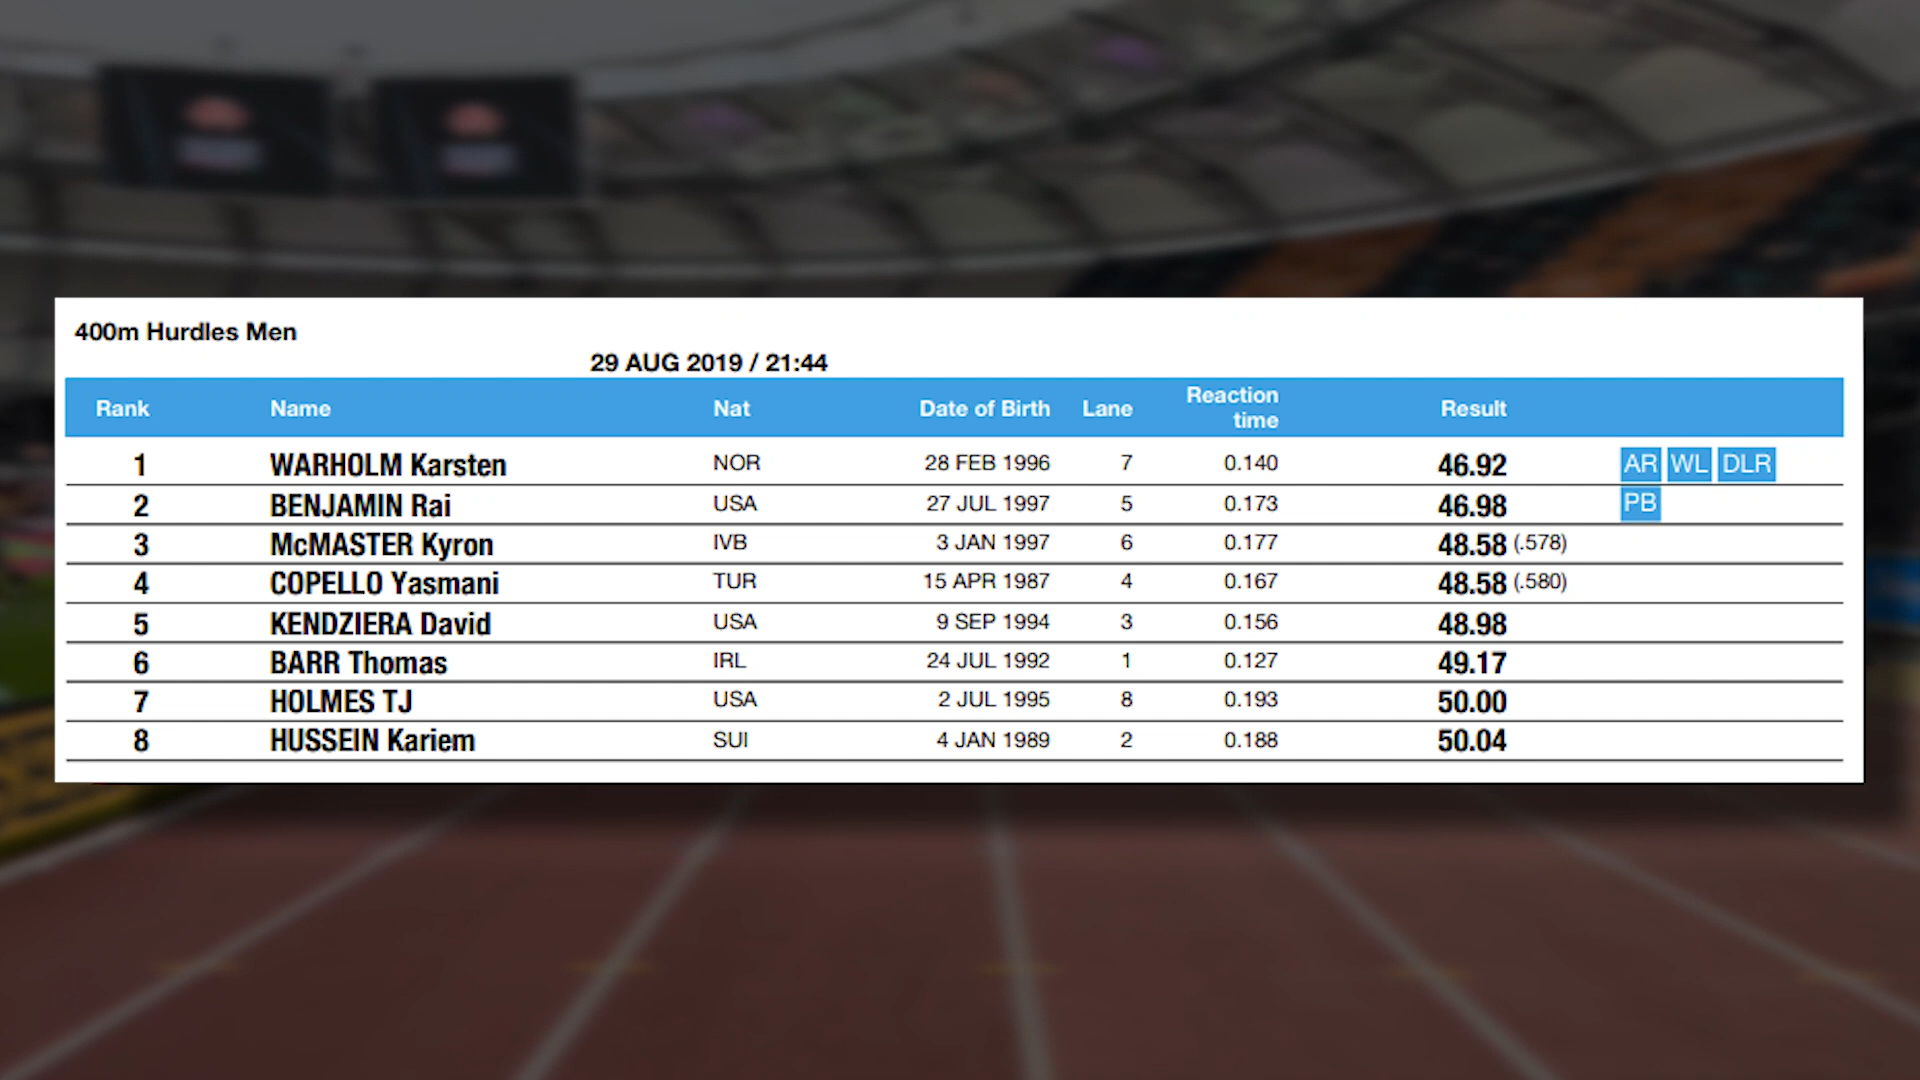 400m Hurdles Men
29 AUG 2019 / 21:44
Rank Name Nat Date of Birth Lane Reaction time Result
1 WARHOLM Karsten NOR 28 FEB 1996 7 0.140 46.92 AR WL DLR
2 BENJAMIN Rai USA 27 JUL 1997 5 0.173 46.98 PB
3 McMASTER Kyron IVB 3 JAN 1997 6 0.177 48.58 (.578)
4 COPELLO Yasmani TUR 15 APR 1987 4 0.167 48.58 (.580)
5 KENDZIERA David USA 9 SEP 1994 3 0.156 48.98
6 BARR Thomas IRL 24 JUL 1992 1 0.127 49.17
7 HOLMES TJ USA 2 JUL 1995 8 0.193 50.00
8 HUSSEIN Kariem SUI 4 JAN 1989 2 0.188 50.04